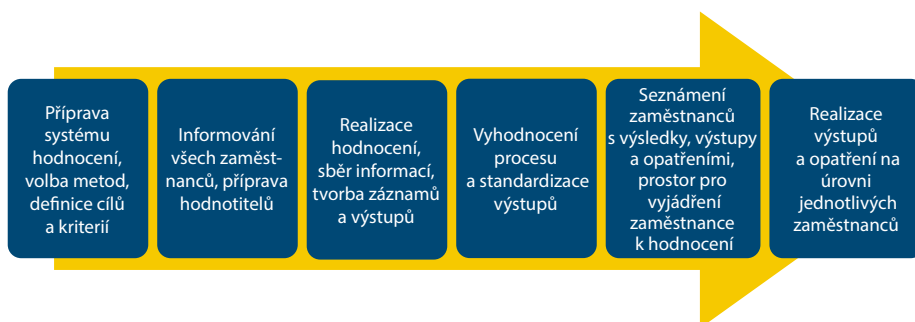 Příprava
systému
hodnocení,
volba metod,
definice cílů
a kriterií
Informování
všech zaměst-
nanců, příprava
hodnotitelů
Realizace
hodnocení,
sběr informací,
tvorba záznamů
a výstupů
Vyhodnocení
procesu
a standardizace
výstupů
Seznámení
zaměstnanců
s výsledky, výstupy
a opatřeními,
prostor pro
vyjádření
zaměstnance
k hodnocení
Realizace
výstupů
a opatření na
úrovni
jednotlivých
zaměstnanců